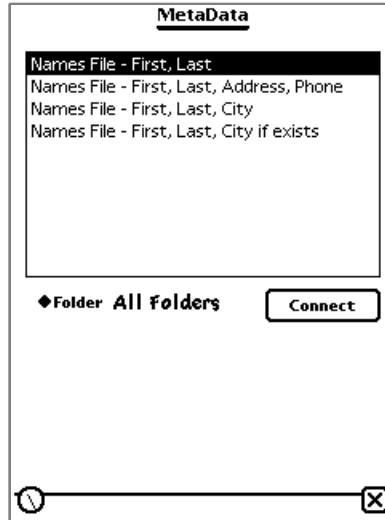 MetaData
Names File - First, Last
Names File - First, Last, Address, Phone
Names File - First, Last, City
Names File - First, Last, City if exists
◆Folder All Folders
Connect